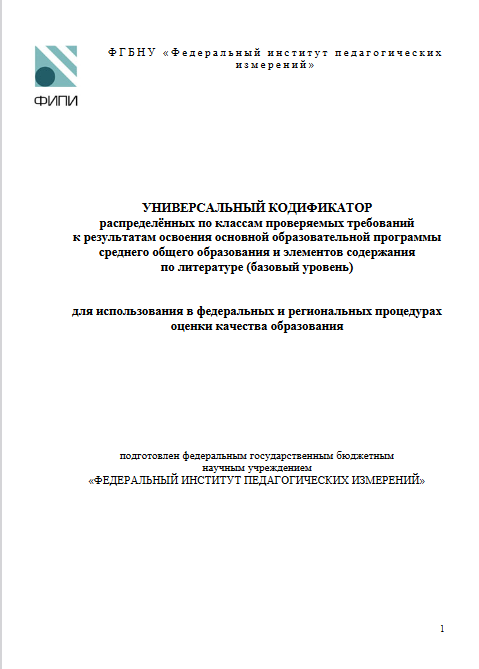 ФГБНУ «Федеральный институт педагогических
измерений»
ФИПИ
УНИВЕРСАЛЬНЫЙ КОДИФИКАТОР
распределённых по классам проверяемых требований
к результатам освоения основной образовательной программы
среднего общего образования и элементов содержания
по литературе (базовый уровень)
для использования в федеральных и региональных процедурах
оценки качества образования
подготовлен федеральным государственным бюджетным
научным учреждением
«ФЕДЕРАЛЬНЫЙ ИНСТИТУТ ПЕДАГОГИЧЕСКИХ ИЗМЕРЕНИЙ»
1